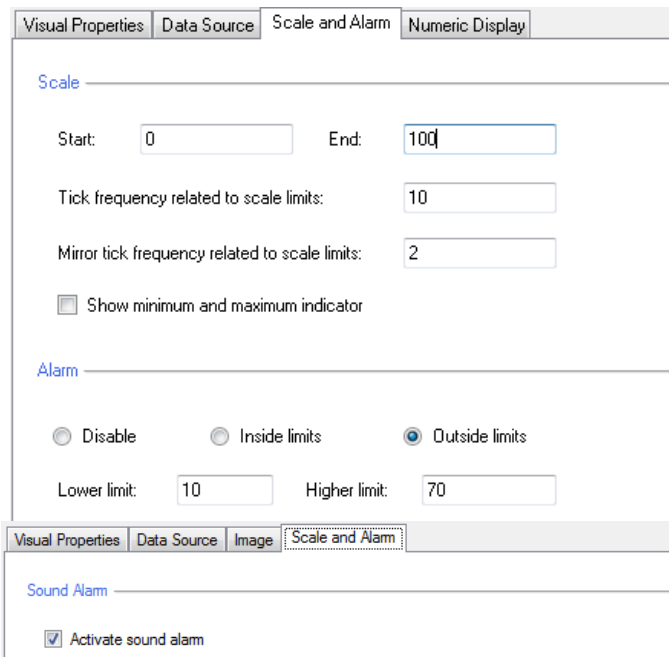 Visual Properties Data Source Scale and Alarm Numeric Display
Scale
Start: 0 End: 100
Tick frequency related to scale limits: 10
Mirror tick frequency related to scale limits: 2
Show minimum and maximum indicator
Alarm
Disable Inside limits Outside limits
Lower limit: 10 Higher limit: 70
Visual Properties Data Source Image Scale and Alarm
Sound Alarm
Activate sound alarm